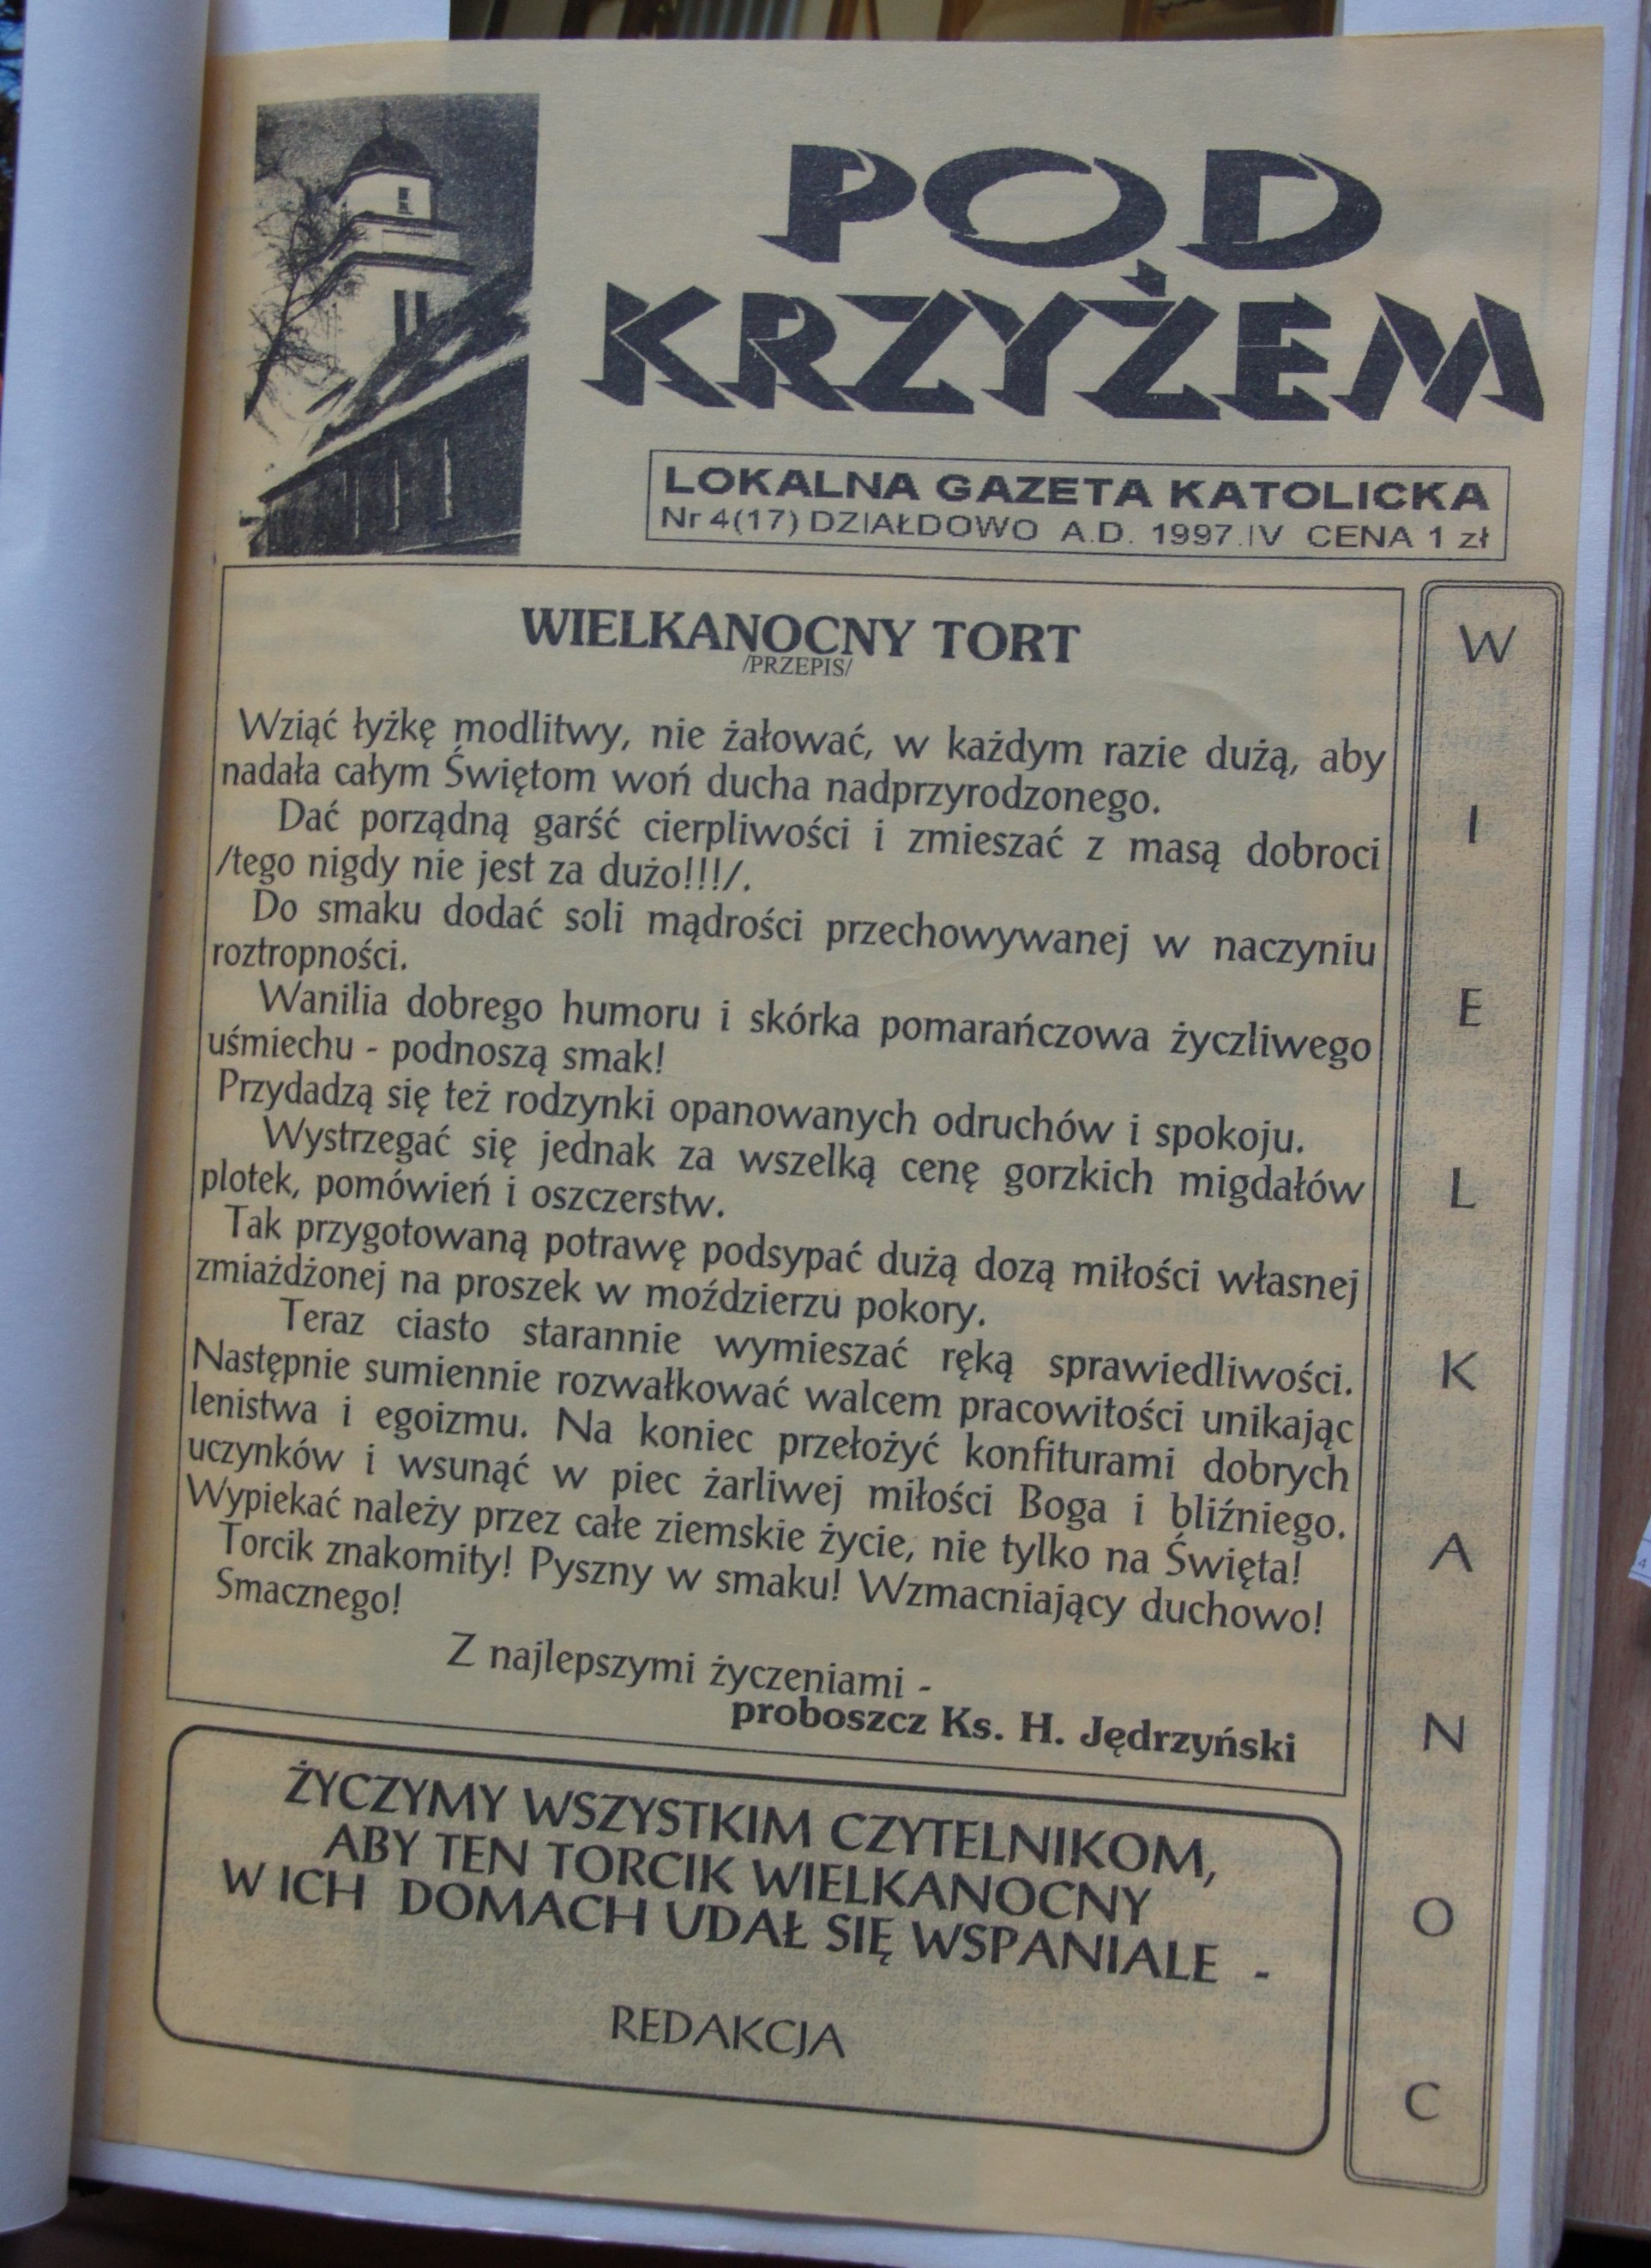 POD
KRZYŻEM
LOKALNA GAZETA KATOLICKA
Nr 4(17) DZIAŁDOWO A.D. 1997.IV CENA 1 zł
WIELKANOCNY TORT
/PRZEPIS/
Wziąć łyżkę modlitwy, nie żałować, w każdym razie dużą, aby
nadała całym Świętom woń ducha nadprzyrodzonego.
Dać porządną garść cierpliwości i zmieszać z masą dobroci
/tego nigdy nie jest za dużo!!!/.
Do smaku dodać soli mądrości przechowywanej w naczyniu
roztropności.
Wanilia dobrego humoru i skórka pomarańczowa życzliwego
uśmiechu - podnoszą smak!
Przydadzą się też rodzynki opanowanych odruchów i spokoju.
Wystrzegać się jednak za wszelką cenę gorzkich migdałów
plotek, pomówień i oszczerstw.
Tak przygotowaną potrawę podsypać dużą dozą miłości własnej
zmiażdżonej na proszek w moździerzu pokory.
Teraz ciasto starannie wymieszać ręką sprawiedliwości.
Następnie sumiennie rozwałkować walcem pracowitości unikając
lenistwa i egoizmu. Na koniec przełożyć konfiturami dobrych
uczynków i wsunąć w piec żarliwej miłości Boga i bliźniego.
Wypiekać należy przez całe ziemskie życie, nie tylko na Święta!
Torcik znakomity! Pyszny w smaku! Wzmacniający duchowo!
Smacznego!
Z najlepszymi życzeniami -
proboszcz Ks. H. Jędrzyński
ŻYCZYMY WSZYSTKIM CZYTELNIKOM,
ABY TEN TORCIK WIELKANOCNY
W ICH DOMACH UDAŁ SIĘ WSPANIALE -
REDAKCJA
W
I
E
L
K
A
N
O
C